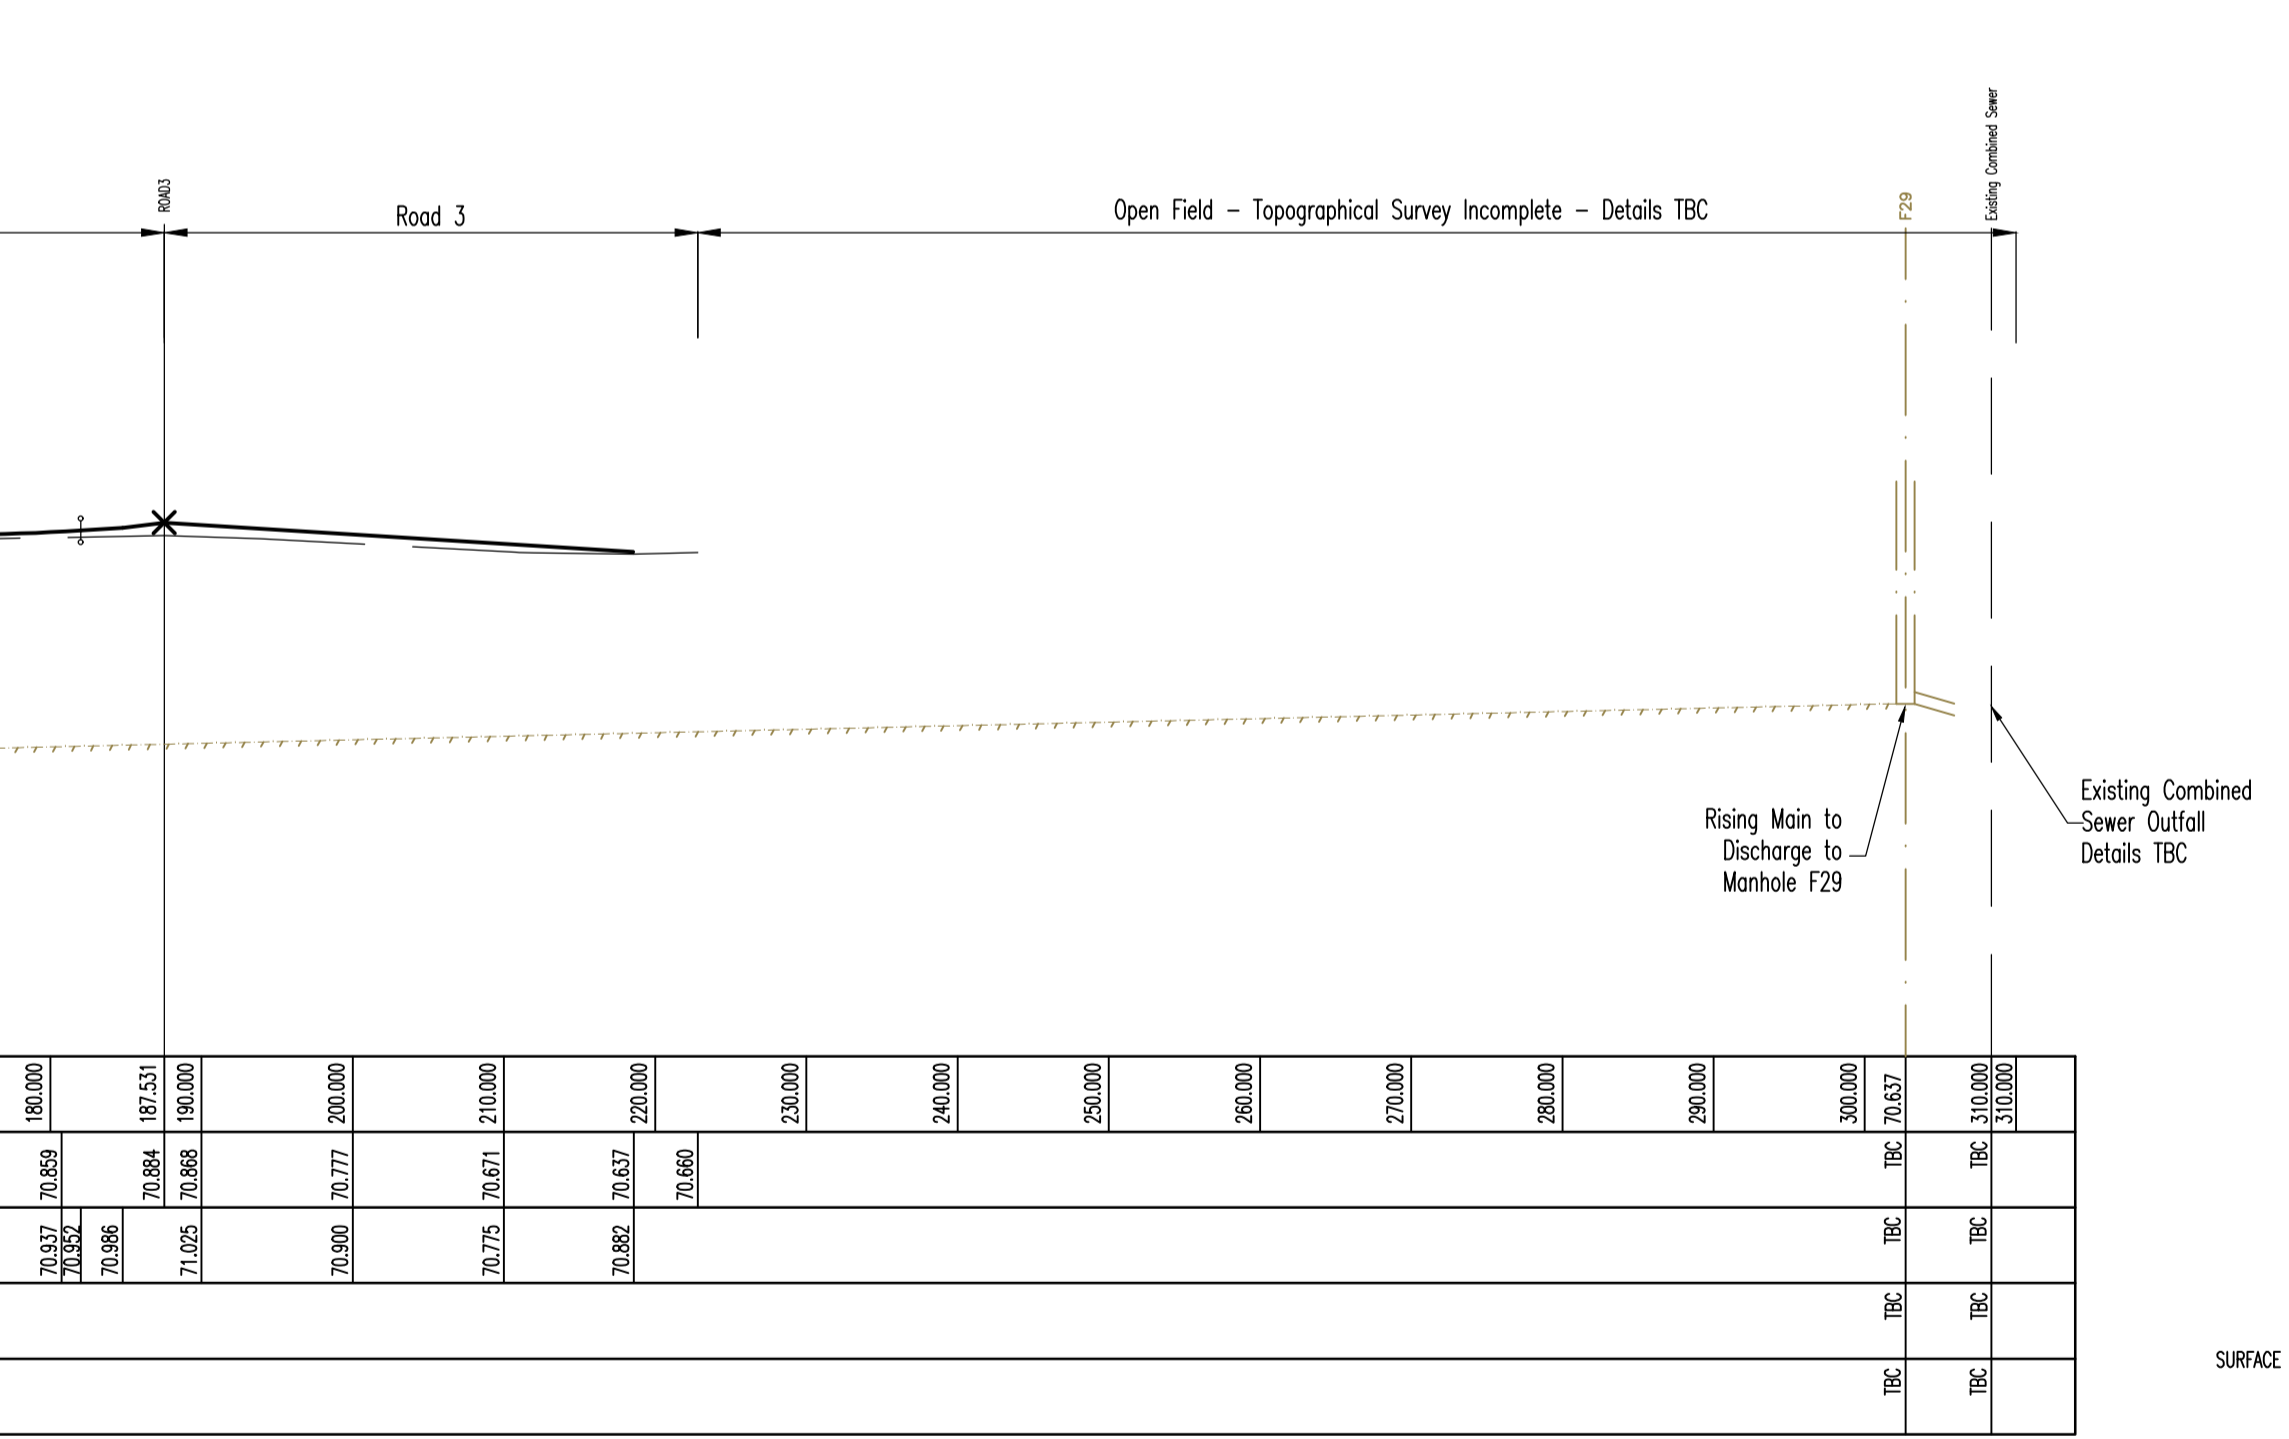 Existing Combined Sewer
ROAD3
F29
Road 3
Open Field – Topographical Survey Incomplete – Details TBC
Rising Main to
Discharge to
Manhole F29
Existing Combined
Sewer Outfall
Details TBC
180.000 187.531 190.000 200.000 210.000 220.000 230.000 240.000 250.000 260.000 270.000 280.000 290.000 300.000 70.637 310.000 310.000
70.859 70.884 70.868 70.777 70.671 70.637 70.660 TBC TBC
70.937 70.952 70.986 71.025 70.900 70.775 70.882 TBC TBC
TBC TBC
TBC TBC
SURFACE